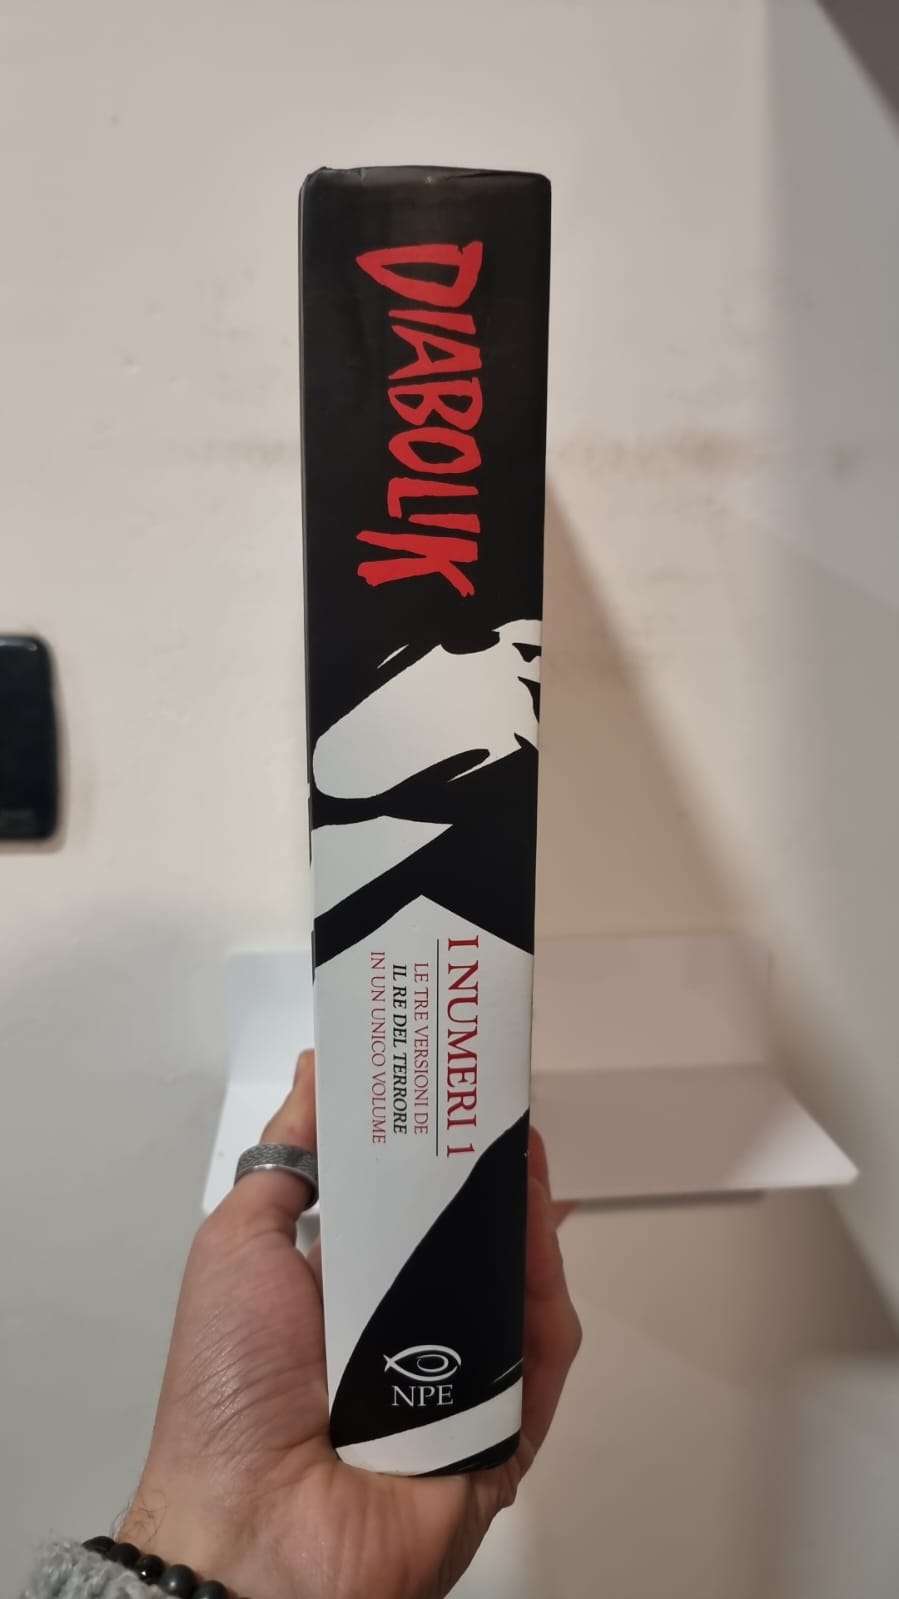 DIABOLIK
I NUMERI 1
LE TRE VERSIONI DE
IL RE DEL TERRORE
IN UN UNICO VOLUME
NPE